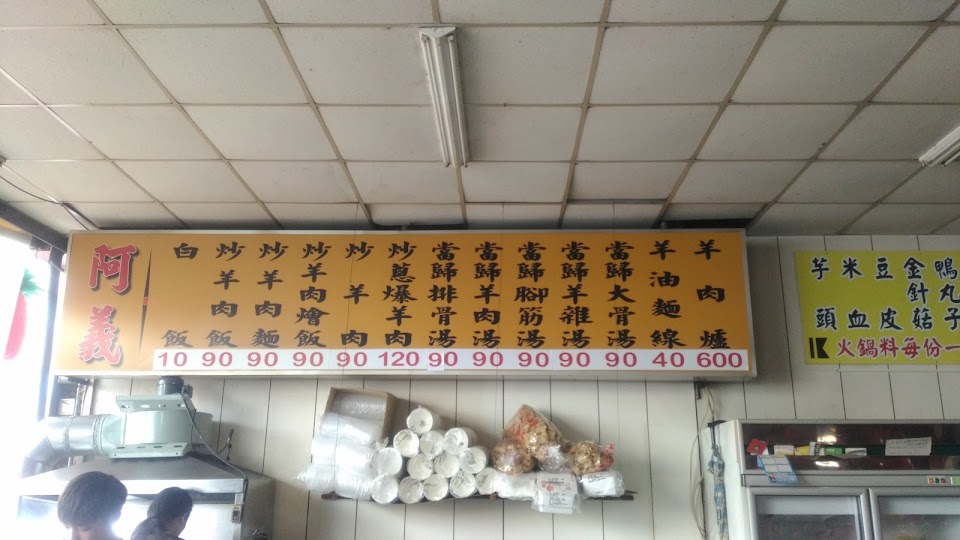 阿義
羊肉爐
600
羊油麵線
40
當歸大骨湯
90
當歸羊雜湯
90
當歸腳筋湯
90
當歸羊肉湯
90
當歸排骨湯
90
炒蔥爆羊肉
120
炒羊肉
90
炒羊肉燴飯
90
炒羊肉麵
90
炒羊肉飯
90
白飯
10
鴨丸子
金針菇
豆皮
米血
芋頭
火鍋料每份一